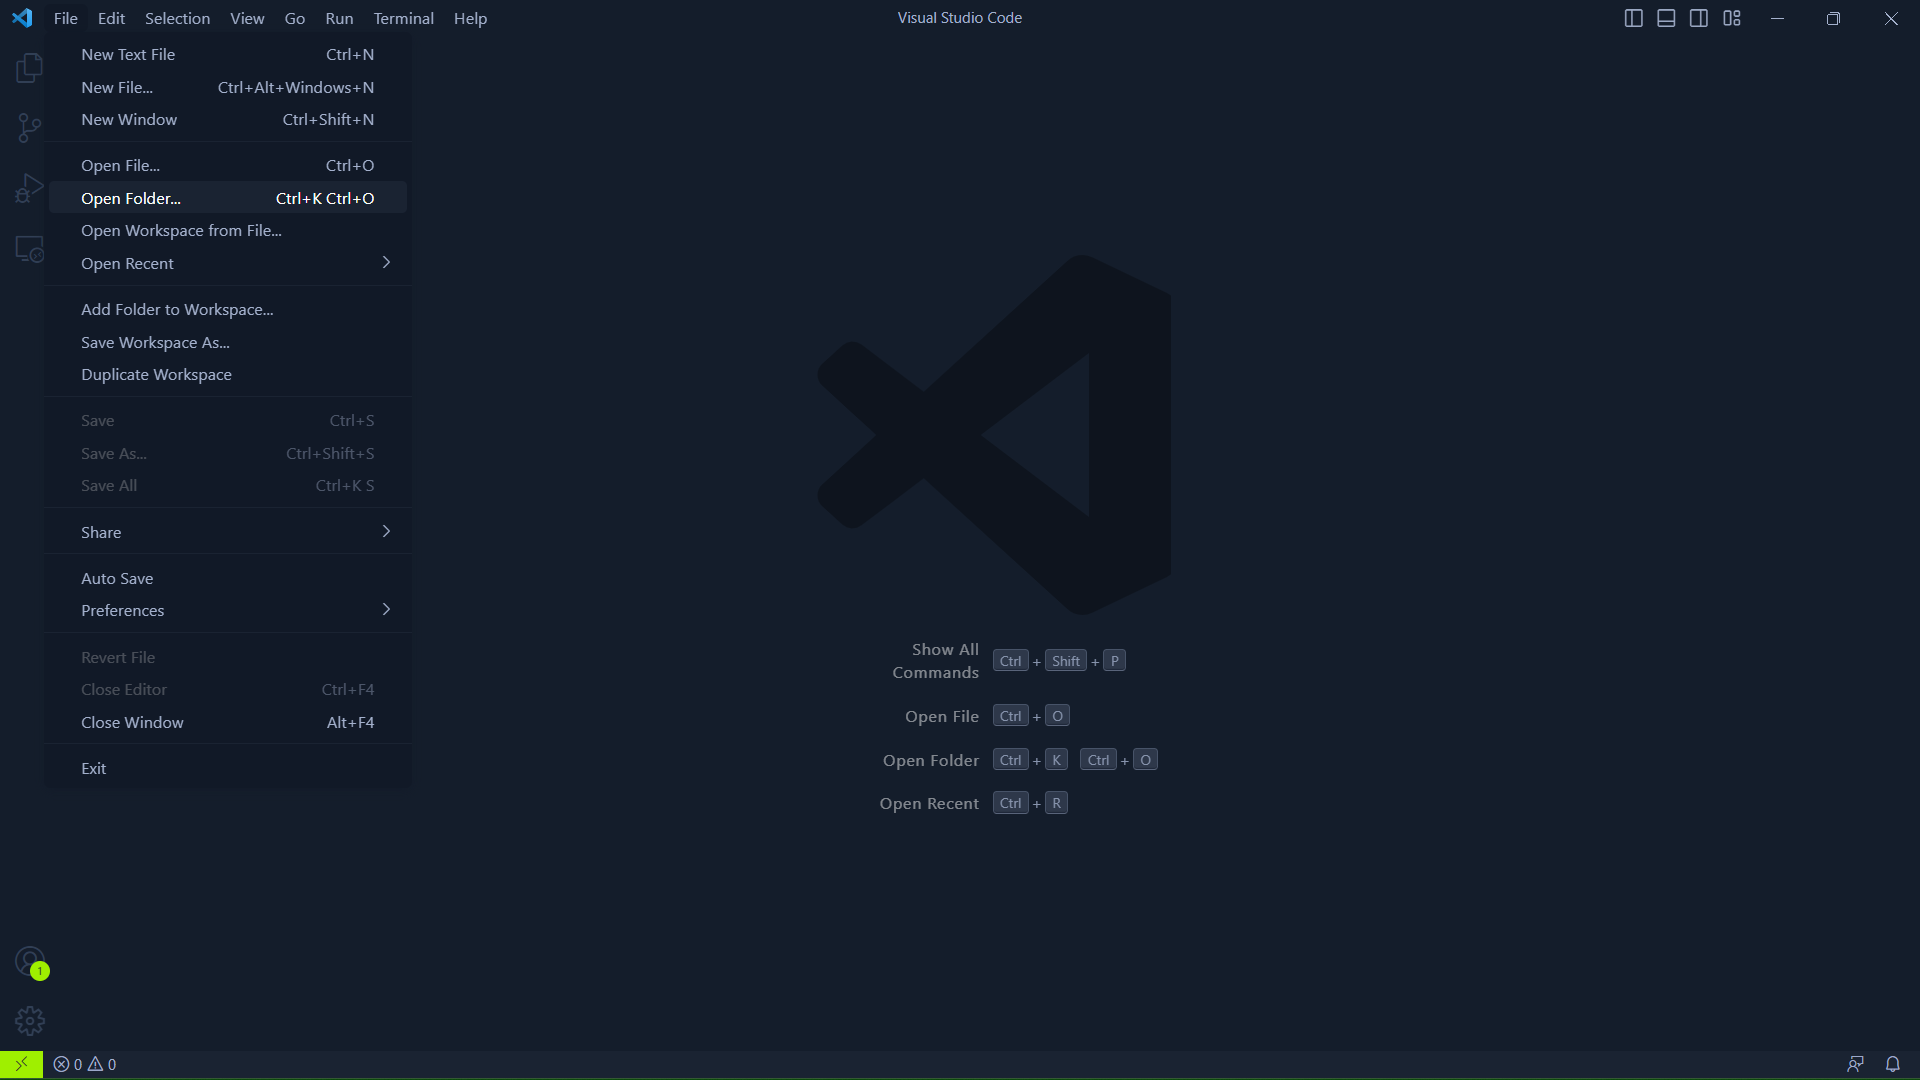 File Edit Selection View Go Run Terminal Help Visual Studio Code
New Text File Ctrl+N
New File... Ctrl+Alt+Windows+N
New Window Ctrl+Shift+N
Open File... Ctrl+O
Open Folder... Ctrl+K Ctrl+O
Open Workspace from File...
Open Recent
Add Folder to Workspace...
Save Workspace As...
Duplicate Workspace
Save Ctrl+S
Save As... Ctrl+Shift+S
Save All Ctrl+K S
Share
Auto Save
Preferences
Revert File
Close Editor Ctrl+F4
Close Window Alt+F4
Exit
Show All
Commands Ctrl + Shift + P
Open File Ctrl + O
Open Folder Ctrl + K Ctrl + O
Open Recent Ctrl + R
1
0 0